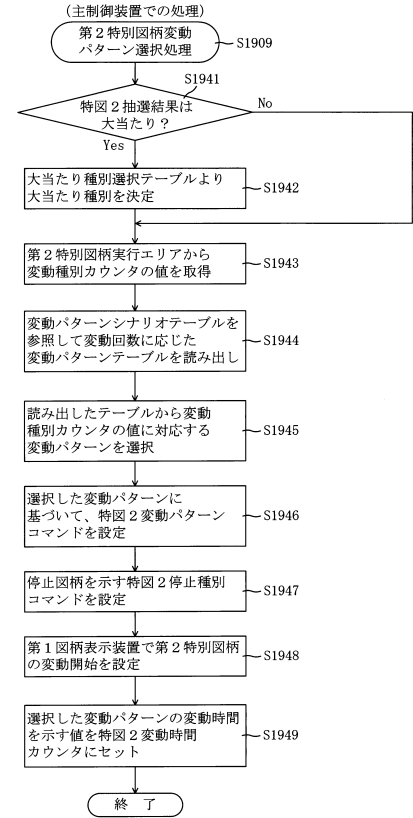 (主制御装置での処理)
第2特別図柄変動
パターン選択処理
S1909
S1941
特図2抽選結果は
大当たり?
No
Yes
大当たり種別選択テーブルより
大当たり種別を決定
S1942
第2特別図柄実行エリアから
変動種別カウンタの値を取得
S1943
変動パターンシナリオテーブルを
参照して変動回数に応じた
変動パターンテーブルを読み出し
S1944
読み出したテーブルから変動
種別カウンタの値に対応する
変動パターンを選択
S1945
選択した変動パターンに
基づいて、特図2変動パターン
コマンドを設定
S1946
停止図柄を示す特図2停止種別
コマンドを設定
S1947
第1図柄表示装置で第2特別図柄
の変動開始を設定
S1948
選択した変動パターンの変動時間
を示す値を特図2変動時間
カウンタにセット
S1949
終 了